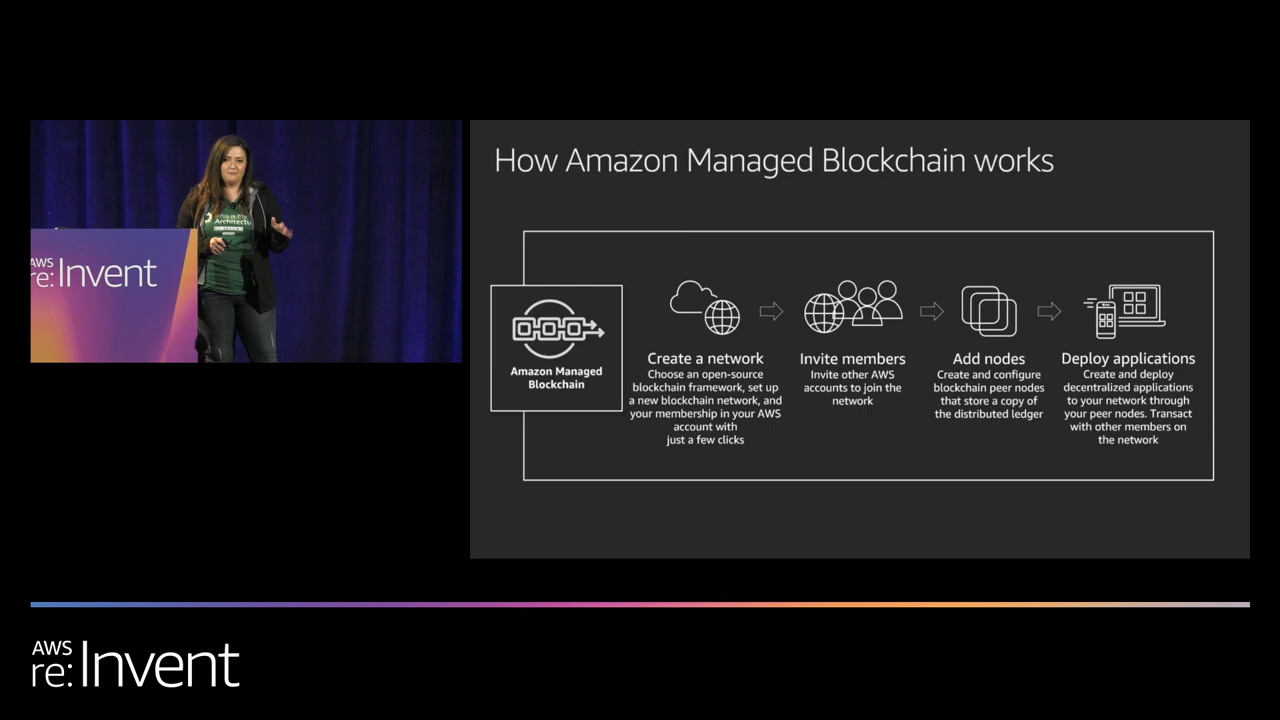 How Amazon Managed Blockchain works
Amazon Managed
Blockchain
Create a network
Choose an open-source
blockchain framework, set up
a new blockchain network, and
your membership in your AWS
account with
just a few clicks
Invite members
Invite other AWS
accounts to join the
network
Add nodes
Create and configure
blockchain peer nodes
that store a copy of
the distributed ledger
Deploy applications
Create and deploy
decentralized applications
to your network through
your peer nodes. Transact
with other members on
the network
This is My
Architectu
AWS
re:Invent
AWS
re:Invent